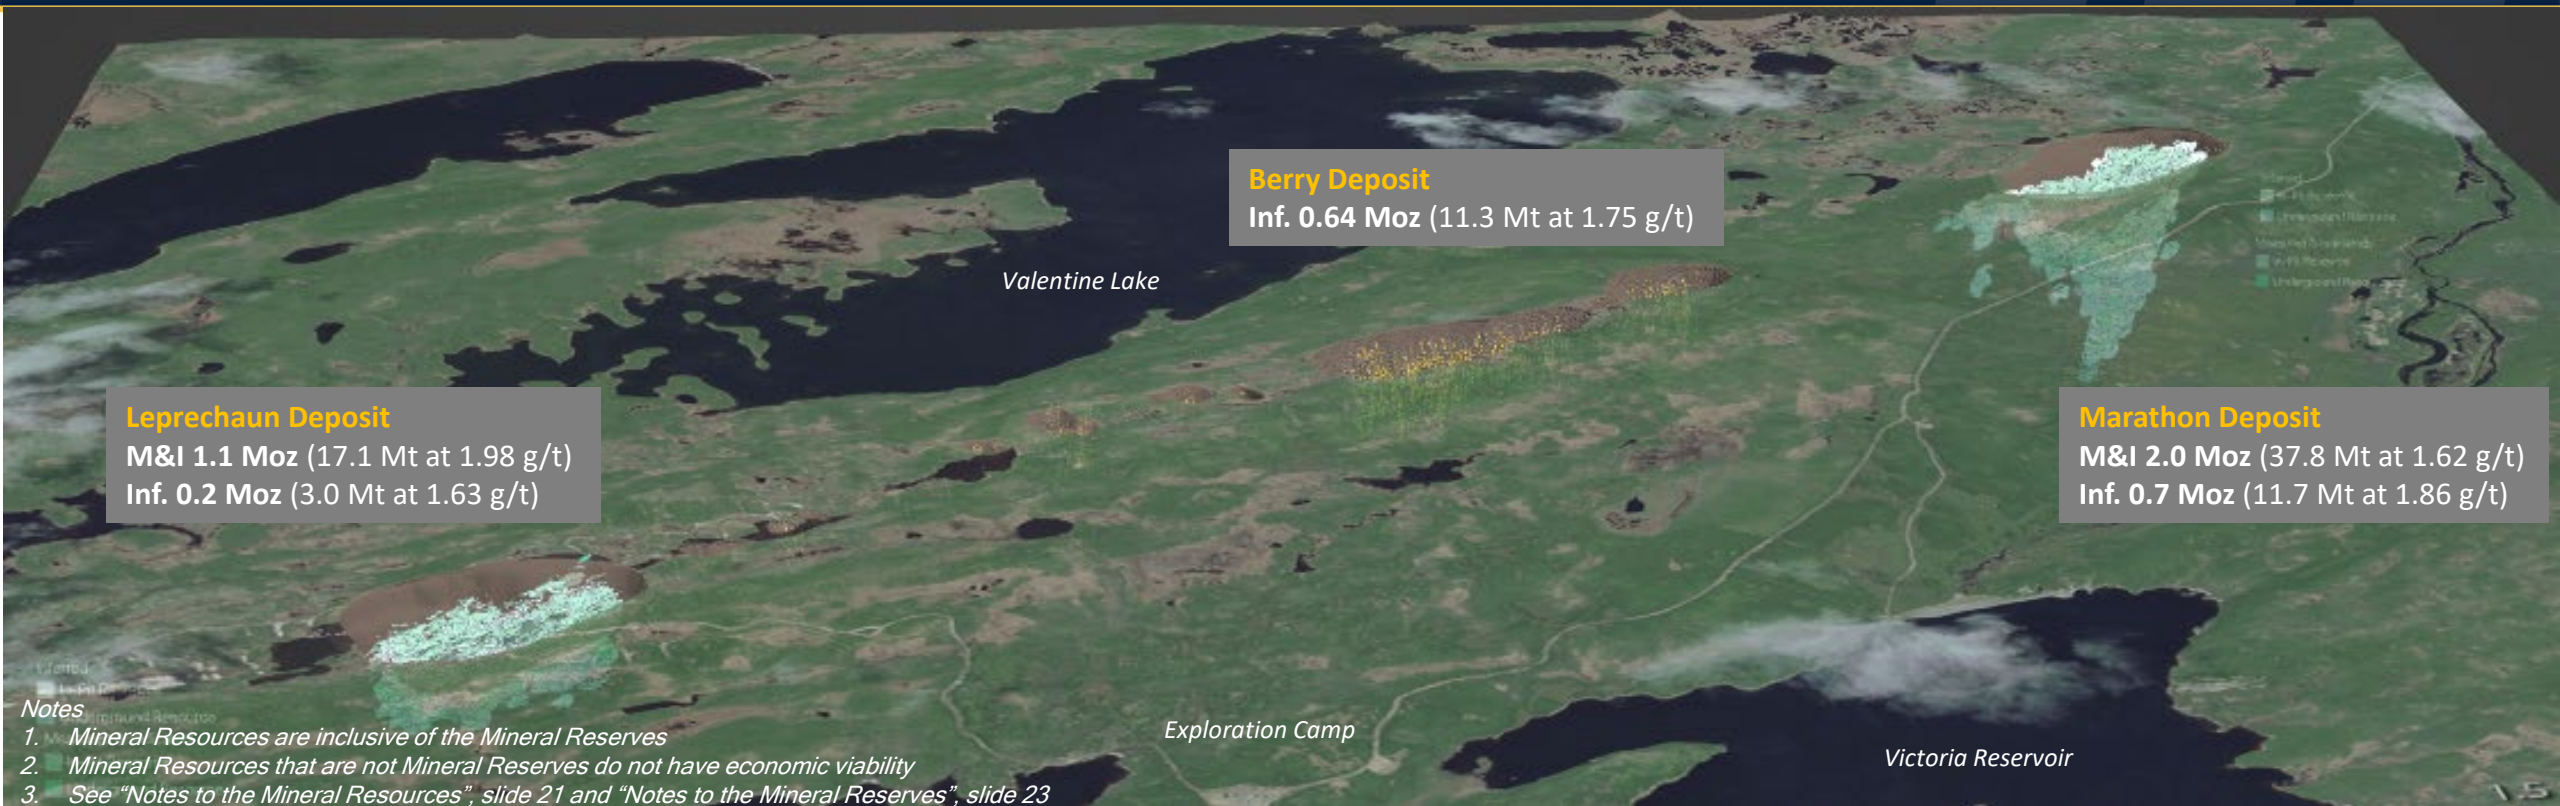 Berry Deposit
Inf. 0.64 Moz (11.3 Mt at 1.75 g/t)
Valentine Lake
Leprechaun Deposit
M&I 1.1 Moz (17.1 Mt at 1.98 g/t)
Inf. 0.2 Moz (3.0 Mt at 1.63 g/t)
Marathon Deposit
M&I 2.0 Moz (37.8 Mt at 1.62 g/t)
Inf. 0.7 Moz (11.7 Mt at 1.86 g/t)
Exploration Camp
Victoria Reservoir
Notes
1. Mineral Resources are inclusive of the Mineral Reserves
2. Mineral Resources that are not Mineral Reserves do not have economic viability
3. See “Notes to the Mineral Resources”, slide 21 and “Notes to the Mineral Reserves”, slide 23
1.5